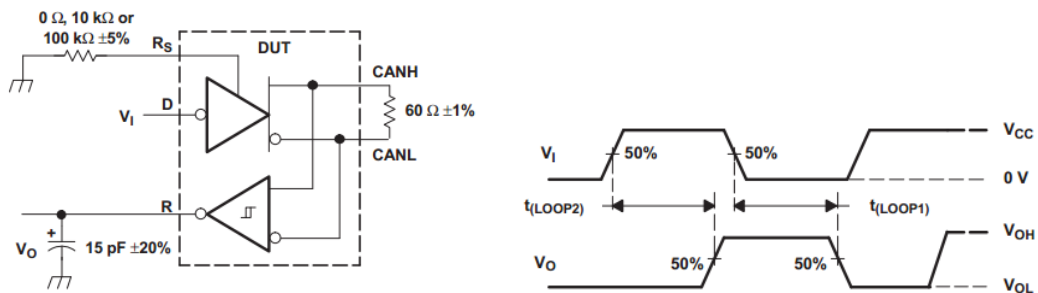 0 Ω, 10 kΩ or
100 kΩ ±5%
RS
DUT
CANH
D
VI
60 Ω ±1%
CANL
R
+
VO
15 pF ±20%
VI
50%
50%
VCC
0 V
t(LOOP2)
t(LOOP1)
VO
50%
50%
VOH
VOL